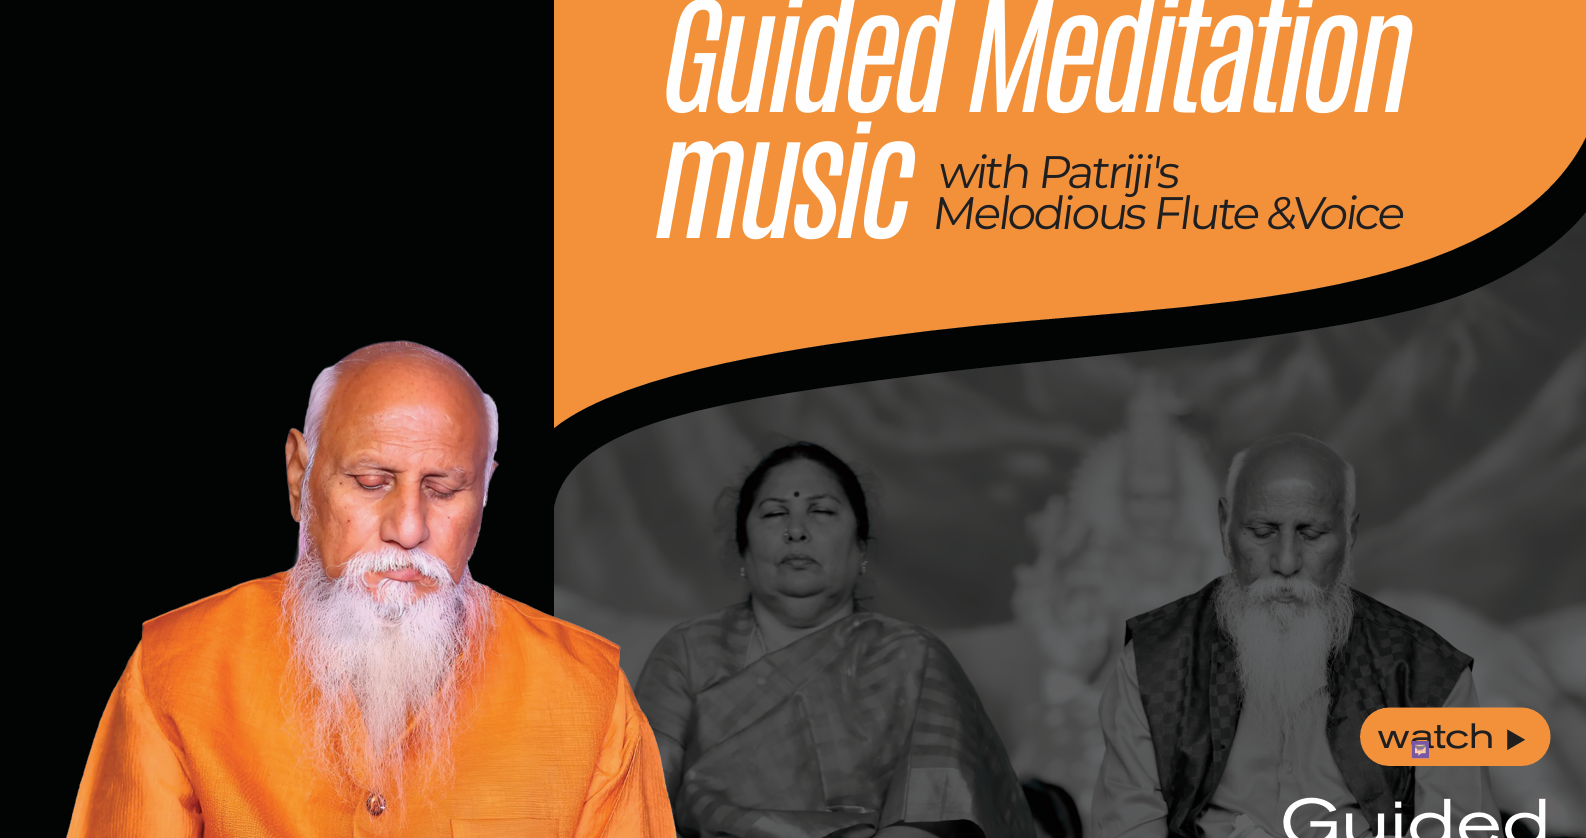 Guided Meditation
music
with Patriji's
Melodious Flute &Voice
watch
Guided